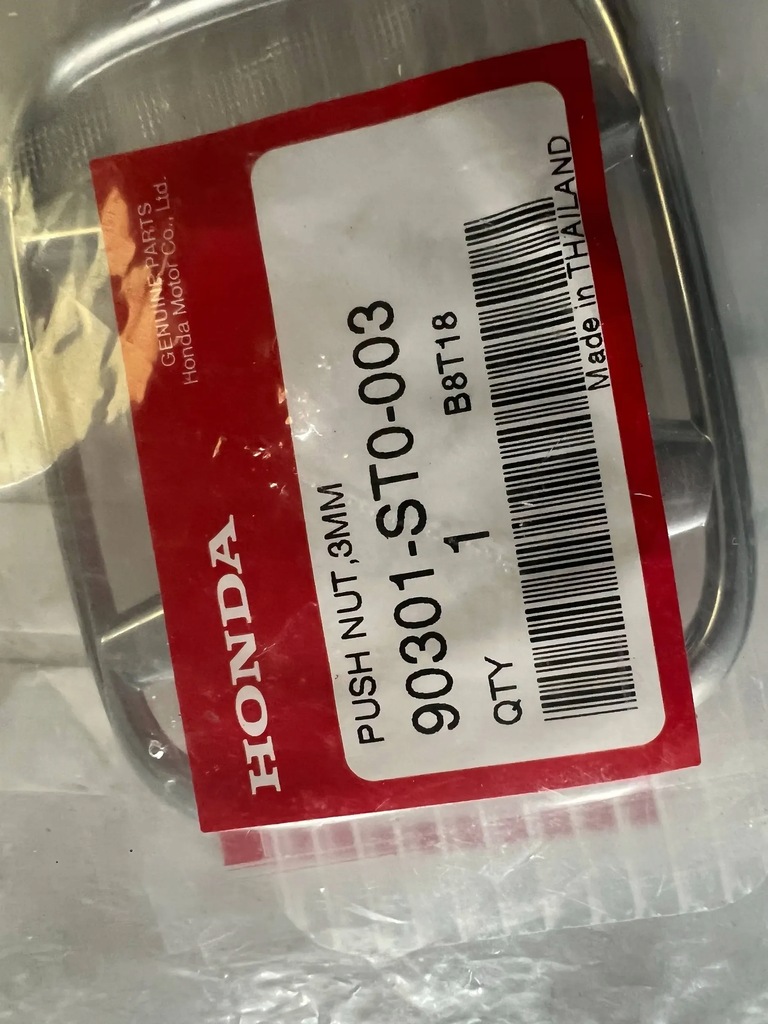 GENUINE PARTS
Honda Motor Co., Ltd.
HONDA
PUSH NUT,3MM
90301-ST0-003
QTY 1 B8T18
Made in THAILAND